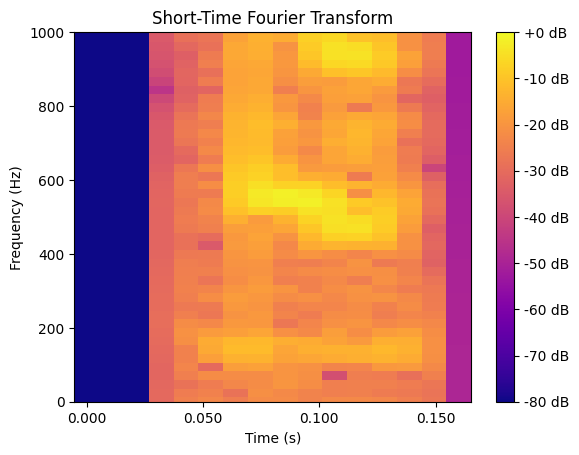 Short-Time Fourier Transform
1000
800
600
400
200
0
Frequency (Hz)
0.000
0.050
0.100
0.150
Time (s)
+0 dB
-10 dB
-20 dB
-30 dB
-40 dB
-50 dB
-60 dB
-70 dB
-80 dB